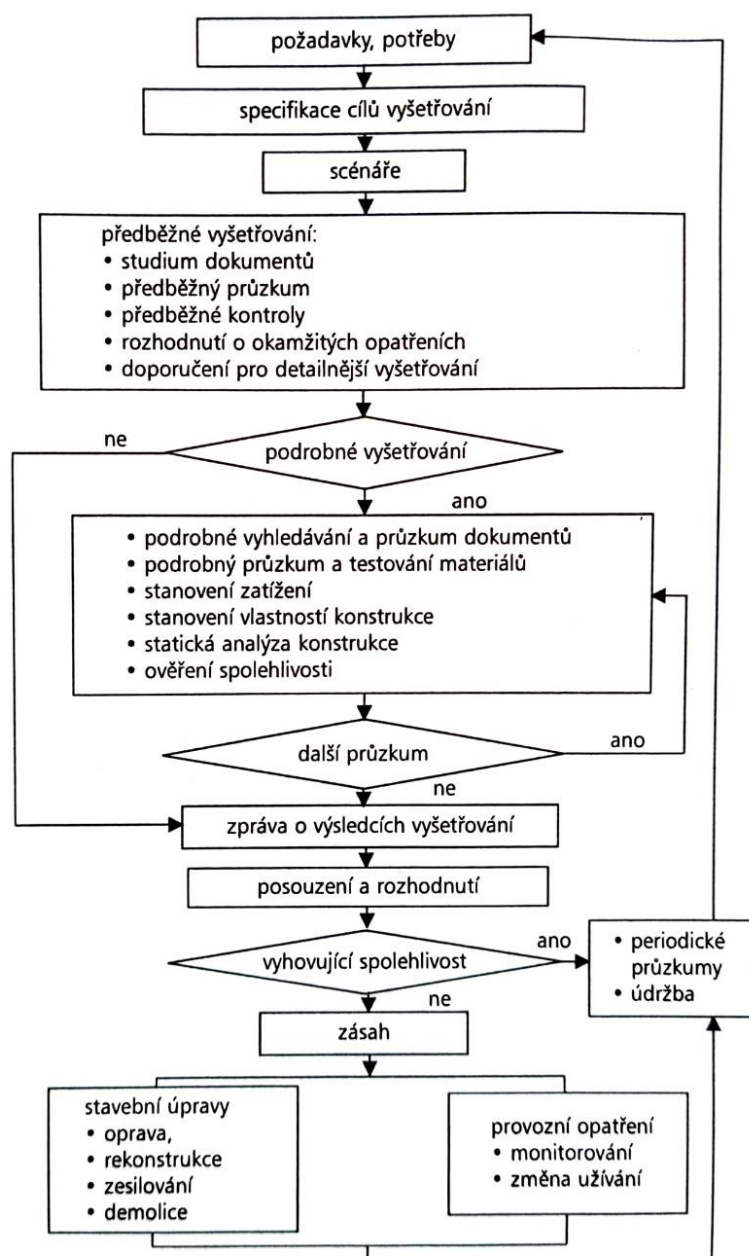 požadavky, potřeby
specifikace cílů vyšetřování
scénáře
předběžné vyšetřování:
• studium dokumentů
• předběžný průzkum
• předběžné kontroly
• rozhodnutí o okamžitých opatřeních
• doporučení pro detailnější vyšetřování
ne
podrobné vyšetřování
ano
• podrobné vyhledávání a průzkum dokumentů
• podrobný průzkum a testování materiálů
• stanovení zatížení
• stanovení vlastností konstrukce
• statická analýza konstrukce
• ověření spolehlivosti
další průzkum
ano
ne
zpráva o výsledcích vyšetřování
posouzení a rozhodnutí
vyhovující spolehlivost
ano
• periodické
průzkumy
• údržba
ne
zásah
stavební úpravy
• oprava,
• rekonstrukce
• zesilování
• demolice
provozní opatření
• monitorování
• změna užívání